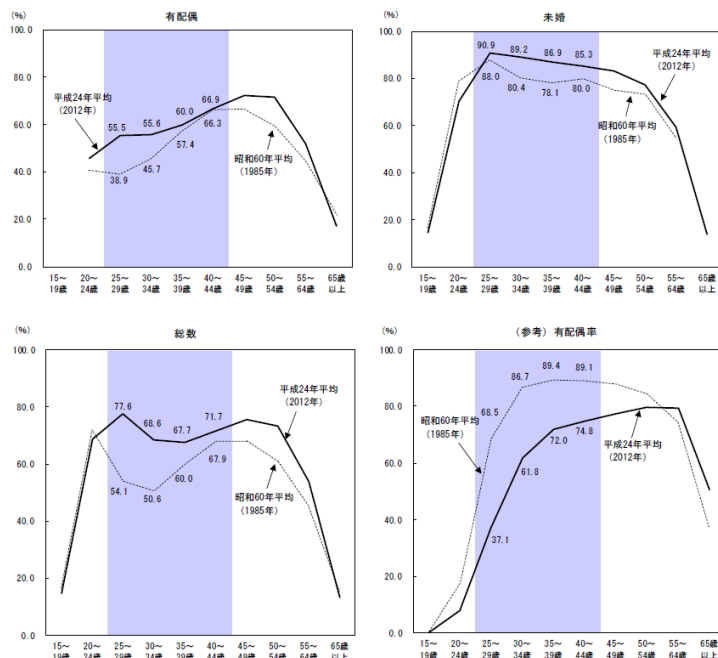 有配偶
(%)
100.0
80.0
60.0
40.0
20.0
0.0
平成24年平均
(2012年)
55.5
55.6
60.0
66.9
38.9
45.7
57.4
66.3
昭和60年平均
(1985年)
15～
19歳
20～
24歳
25～
29歳
30～
34歳
35～
39歳
40～
44歳
45～
49歳
50～
54歳
55～
64歳
65歳
以上
未婚
(%)
100.0
80.0
60.0
40.0
20.0
0.0
90.9
89.2
86.9
85.3
88.0
80.4
78.1
80.0
平成24年平均
(2012年)
昭和60年平均
(1985年)
15～
19歳
20～
24歳
25～
29歳
30～
34歳
35～
39歳
40～
44歳
45～
49歳
50～
54歳
55～
64歳
65歳
以上
総数
(%)
100.0
80.0
60.0
40.0
20.0
0.0
77.6
68.6
67.7
71.7
54.1
50.6
60.0
67.9
平成24年平均
(2012年)
昭和60年平均
(1985年)
15～
19歳
20～
24歳
25～
29歳
30～
34歳
35～
39歳
40～
44歳
45～
49歳
50～
54歳
55～
64歳
65歳
以上
(参考) 有配偶率
(%)
100.0
80.0
60.0
40.0
20.0
0.0
昭和60年平均
(1985年)
68.5
86.7
89.4
89.1
37.1
61.8
72.0
74.8
平成24年平均
(2012年)
15～
19歳
20～
24歳
25～
29歳
30～
34歳
35～
39歳
40～
44歳
45～
49歳
50～
54歳
55～
64歳
65歳
以上